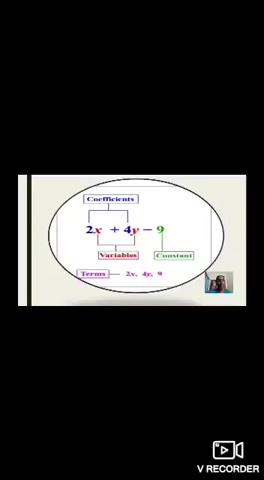 Coefficients
2x + 4y − 9
Variables
Constant
Terms — 2x, 4y, 9
V RECORDER